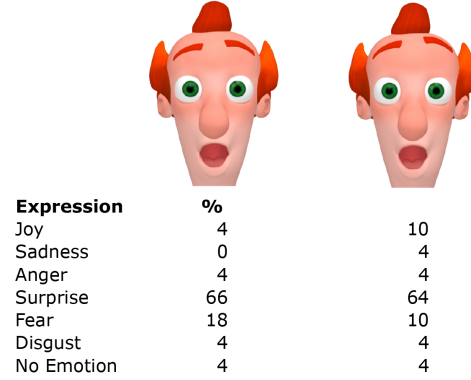 Expression %
Joy 4 10
Sadness 0 4
Anger 4 4
Surprise 66 64
Fear 18 10
Disgust 4 4
No Emotion 4 4